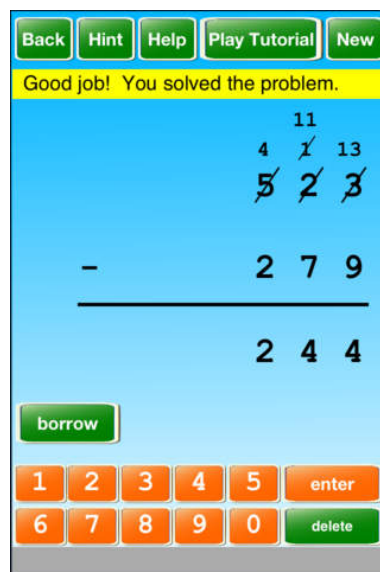 Back Hint Help Play Tutorial New
Good job! You solved the problem.
11
4 1 13
5 2 3
- 2 7 9
2 4 4
borrow
1 2 3 4 5 enter
6 7 8 9 0 delete